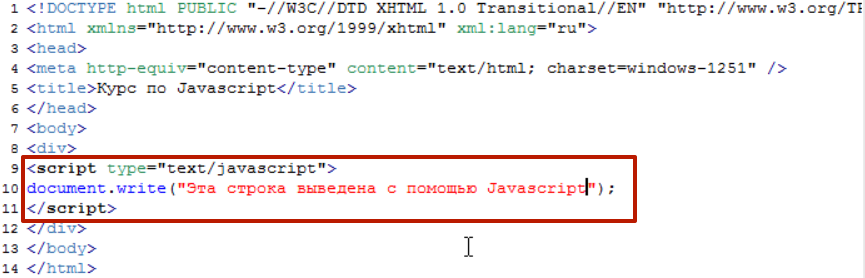 1 <!DOCTYPE html PUBLIC "-//W3C//DTD XHTML 1.0 Transitional//EN" "http://www.w3.org/TR
2 <html xmlns="http://www.w3.org/1999/xhtml" xml:lang="ru">
3 <head>
4 <meta http-equiv="content-type" content="text/html; charset=windows-1251" />
5 <title>Курс по Javascript</title>
6 </head>
7 <body>
8 <div>
9 <script type="text/javascript">
10 document.write("Эта строка выведена с помощью Javascript");
11 </script>
12 </div>
13 </body>
14 </html>